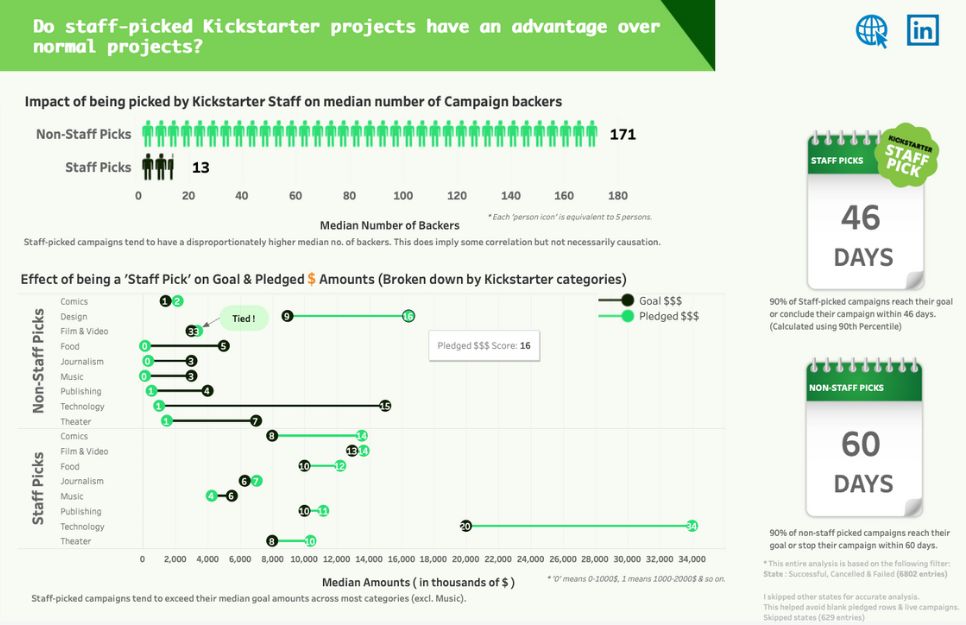 Do staff-picked Kickstarter projects have an advantage over
normal projects?
in
Impact of being picked by Kickstarter Staff on median number of Campaign backers
Non-Staff Picks 171
Staff Picks 13
0 20 40 60 80 100 120 140 160 180
Median Number of Backers
* Each 'person icon' is equivalent to 5 persons.
Staff-picked campaigns tend to have a disproportionately higher median no. of backers. This does imply some correlation but not necessarily causation.
Effect of being a 'Staff Pick' on Goal & Pledged $ Amounts (Broken down by Kickstarter categories)
Goal $$$
Pledged $$$
Non-Staff Picks
Comics 1 2
Design 9 16
Tied !
Film & Video 3 3
Pledged $$$ Score: 16
Food 0 5
Journalism 0 3
Music 0 3
Publishing 1 4
Technology 1 15
Theater 1 7
Staff Picks
Comics 8 14
Film & Video 13 14
Food 10 12
Journalism 6 7
Music 4 6
Publishing 10 11
Technology 20 34
Theater 8 10
0 2,000 4,000 6,000 8,000 10,000 12,000 14,000 16,000 18,000 20,000 22,000 24,000 26,000 28,000 30,000 32,000 34,000
Median Amounts ( in thousands of $ )
* '0' means 0-1000$, 1 means 1000-2000$ & so on.
Staff-picked campaigns tend to exceed their median goal amounts across most categories (excl. Music).
STAFF PICKS
KICKSTARTER
STAFF
PICK
46
DAYS
90% of Staff-picked campaigns reach their goal
or conclude their campaign within 46 days.
(Calculated using 90th Percentile)
NON-STAFF PICKS
60
DAYS
90% of non-staff picked campaigns reach their
goal or stop their campaign within 60 days.
* This entire analysis is based on the following filter:
State : Successful, Cancelled & Failed (6802 entries)
I skipped other states for accurate analysis.
This helped avoid blank pledged rows & live campaigns.
Skipped states (629 entries)